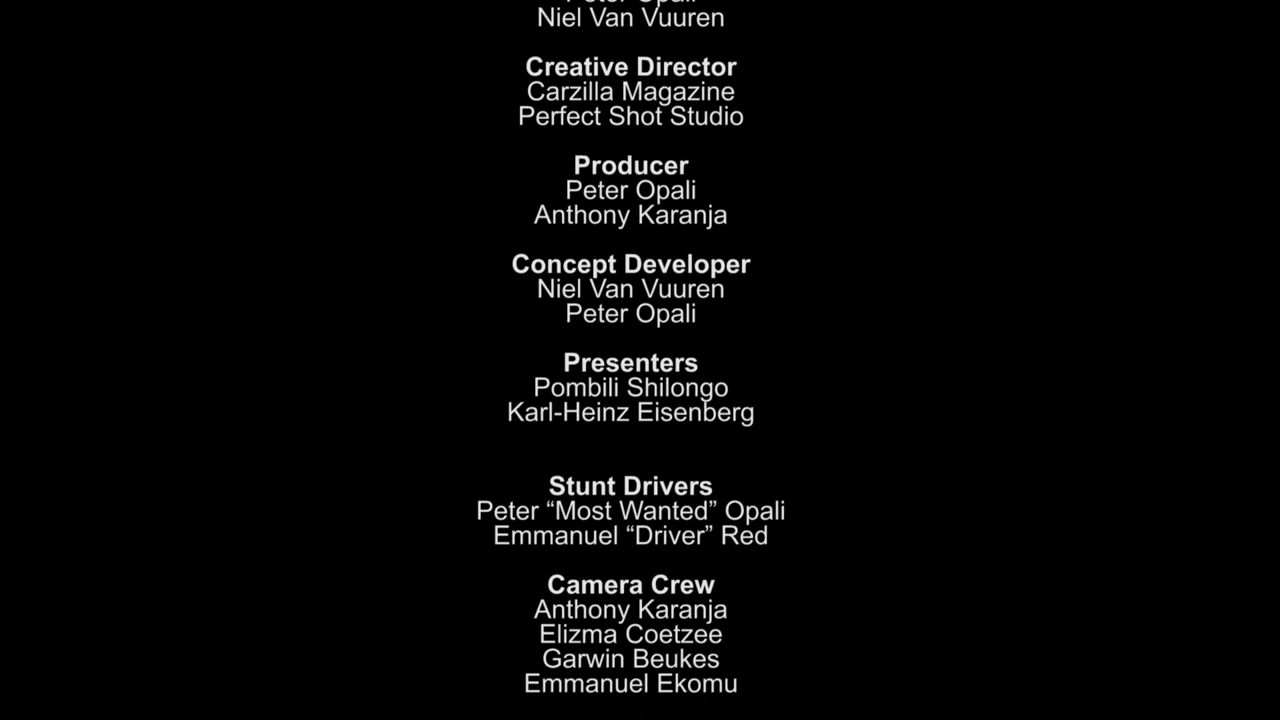 Peter Opali
Niel Van Vuuren
Creative Director
Carzilla Magazine
Perfect Shot Studio
Producer
Peter Opali
Anthony Karanja
Concept Developer
Niel Van Vuuren
Peter Opali
Presenters
Pombili Shilongo
Karl-Heinz Eisenberg
Stunt Drivers
Peter “Most Wanted” Opali
Emmanuel “Driver” Red
Camera Crew
Anthony Karanja
Elizma Coetzee
Garwin Beukes
Emmanuel Ekomu